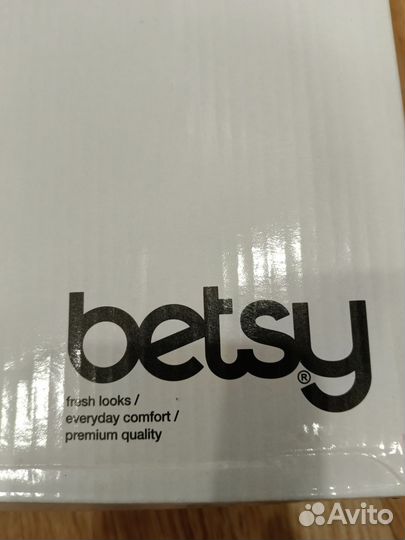 betsy®
fresh looks /
everyday comfort /
premium quality
Avito